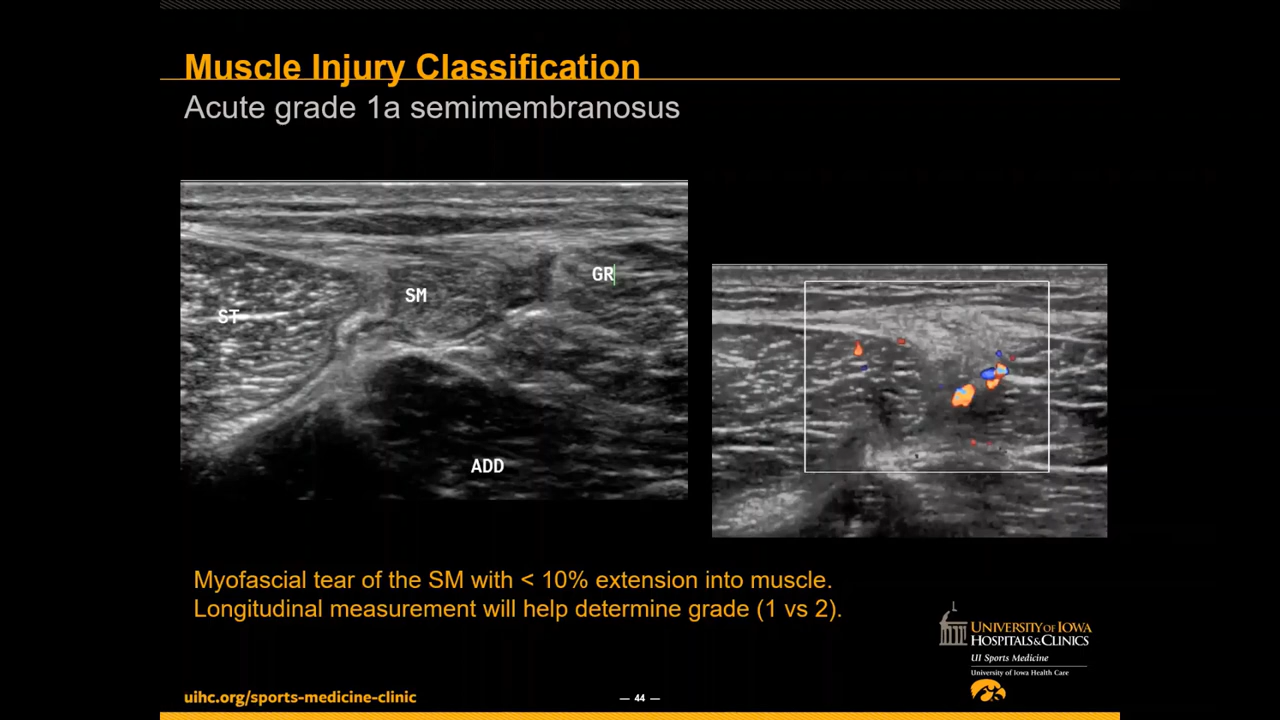 Muscle Injury Classification
Acute grade 1a semimembranosus
SM
GR
ST
ADD
Myofascial tear of the SM with < 10% extension into muscle.
Longitudinal measurement will help determine grade (1 vs 2).
UNIVERSITY OF IOWA
HOSPITALS & CLINICS
UI Sports Medicine
University of Iowa Health Care
uihc.org/sports-medicine-clinic
— 44 —